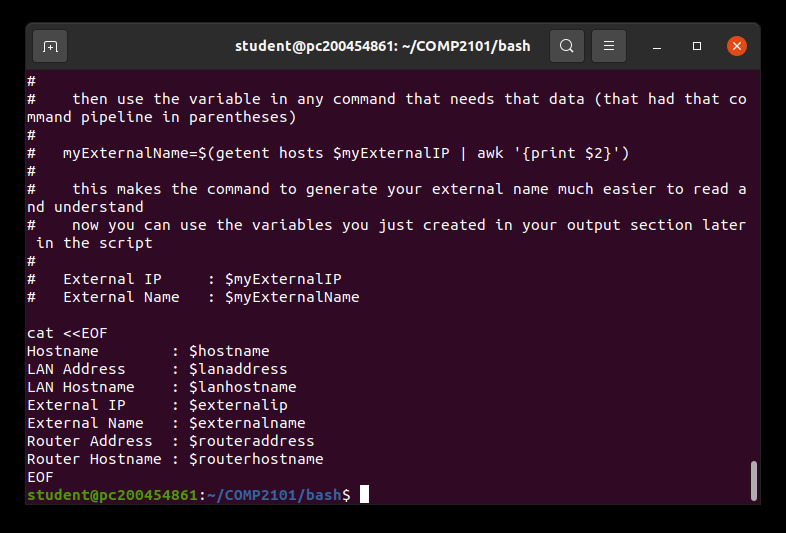 student@pc200454861: ~/COMP2101/bash
#
#    then use the variable in any command that needs that data (that had that co
mmand pipeline in parentheses)
#
#   myExternalName=$(getent hosts $myExternalIP | awk '{print $2}')
#
#    this makes the command to generate your external name much easier to read a
nd understand
#    now you can use the variables you just created in your output section later
 in the script
#
#   External IP     : $myExternalIP
#   External Name   : $myExternalName

cat <<EOF
Hostname        : $hostname
LAN Address     : $lanaddress
LAN Hostname    : $lanhostname
External IP     : $externalip
External Name   : $externalname
Router Address  : $routeraddress
Router Hostname : $routerhostname
EOF
student@pc200454861:~/COMP2101/bash$